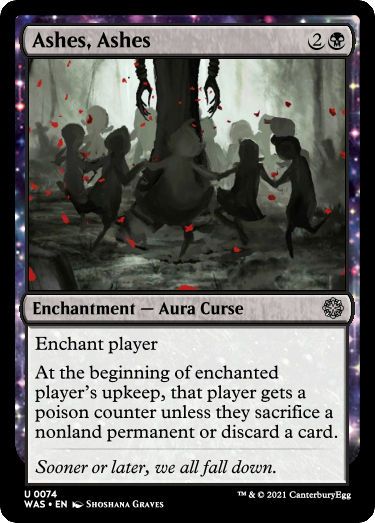 Ashes, Ashes 2
Enchantment — Aura Curse
Enchant player
At the beginning of enchanted
player's upkeep, that player gets a
poison counter unless they sacrifice a
nonland permanent or discard a card.
Sooner or later, we all fall down.
U 0074
WAS • EN Shoshana Graves
™ & © 2021 CanterburyEgg